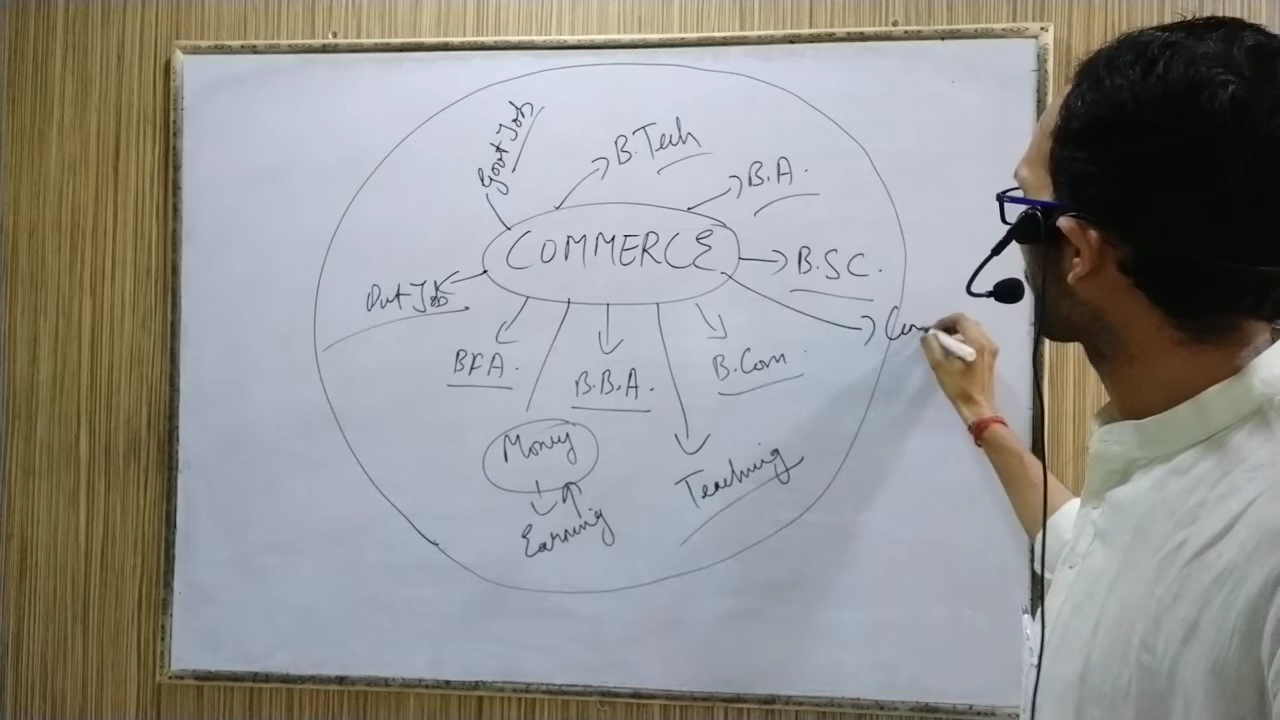 Govt Job
B.Tech
B.A.
COMMERCE
B.SC.
Out Job
BFA.
B.B.A.
B.Com.
Money
Teaching
Earning